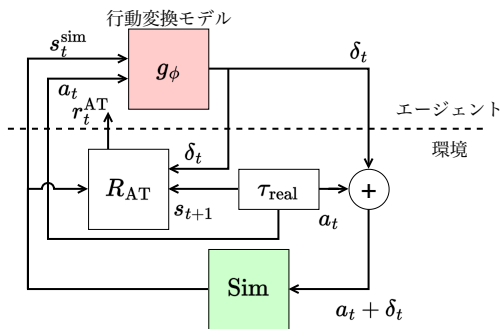 行動変換モデル
s_t^sim
g_ϕ
δ_t
a_t
r_t^AT
エージェント
環境
δ_t
R_AT
τ_real
+
s_{t+1}
a_t
Sim
a_t + δ_t